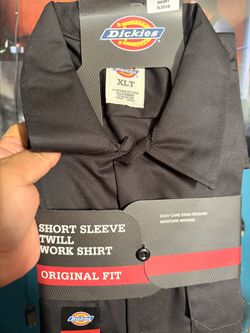 SHORT
SLEEVE
Dickies
XLT
SHORT SLEEVE
TWILL
WORK SHIRT
EASY CARE STAIN RELEASE
MOISTURE WICKING
ORIGINAL FIT
Dickies